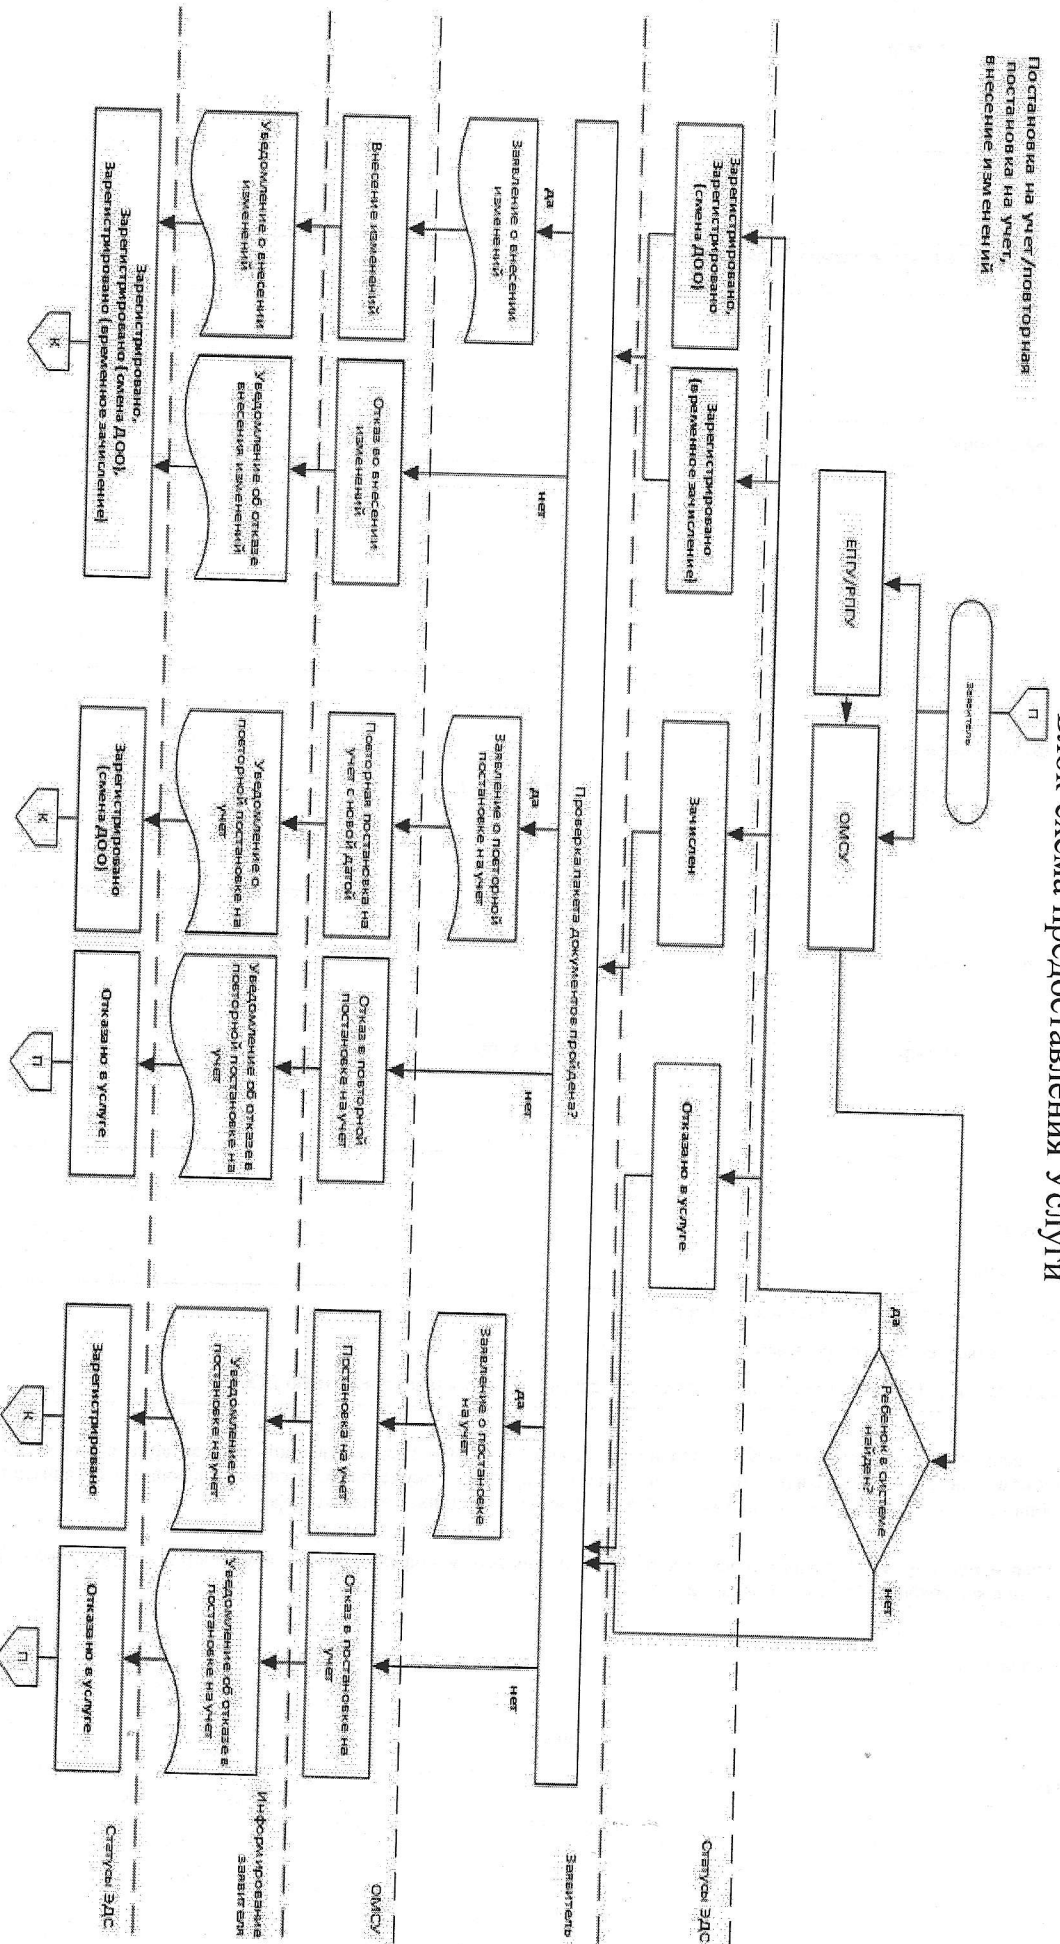 Блок-схема предоставления услуги
Постановка на учет/повторная
постановка на учет,
внесение изменений
П
Заявитель
ЕПГУ/РПГУ
ОМСУ
Ребенок в системе
найден?
да
нет
Статусы ЭДС
Зарегистрировано,
Зарегистрировано
(смена ДОО)
Зарегистрировано
(временное зачисление)
Зачислен
Отказано в услуге
Проверка пакета документов пройдена?
Заявитель
да
нет
да
нет
да
нет
Заявление о внесении
изменений
Заявление о повторной
постановке на учет
Заявление о постановке
на учет
ОМСУ
Внесение изменений
Отказ во внесении
изменений
Повторная постановка на
учет с новой датой
Отказ в повторной
постановке на учет
Постановка на учет
Отказ в постановке на
учет
Информирование
заявителя
Уведомление о внесении
изменений
Уведомление об отказе
внесения изменений
Уведомление о
повторной постановке на
учет
Уведомление об отказе в
повторной постановке на
учет
Уведомление о
постановке на учет
Уведомление об отказе в
постановке на учет
Статусы ЭДС
Зарегистрировано,
Зарегистрировано (смена ДОО),
Зарегистрировано (временное зачисление)
Зарегистрировано
(смена ДОО)
Отказано в услуге
Зарегистрировано
Отказано в услуге
К
К
П
К
П